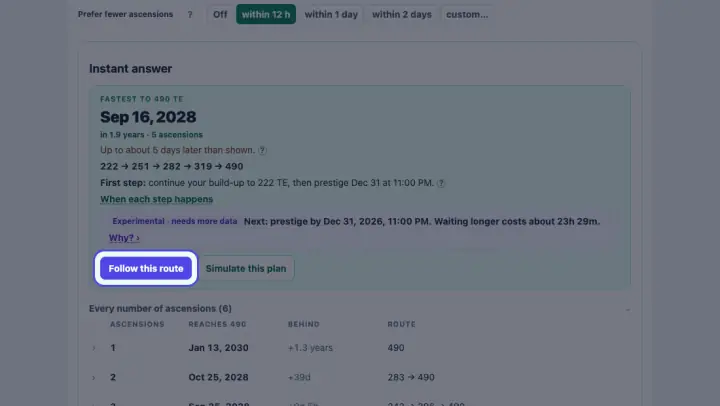 Prefer fewer ascensions ? Off within 12 h within 1 day within 2 days custom...
Instant answer
FASTEST TO 490 TE
Sep 16, 2028
in 1.9 years · 5 ascensions
Up to about 5 days later than shown. ?
222 → 251 → 282 → 319 → 490
First step: continue your build-up to 222 TE, then prestige Dec 31 at 11:00 PM. ?
When each step happens
Experimental · needs more data Next: prestige by Dec 31, 2026, 11:00 PM. Waiting longer costs about 23h 29m.
Why? ›
Follow this route Simulate this plan
Every number of ascensions (6)
ASCENSIONS REACHES 490 BEHIND ROUTE
› 1 Jan 13, 2030 +1.3 years 490
› 2 Oct 25, 2028 +39d 283 → 490